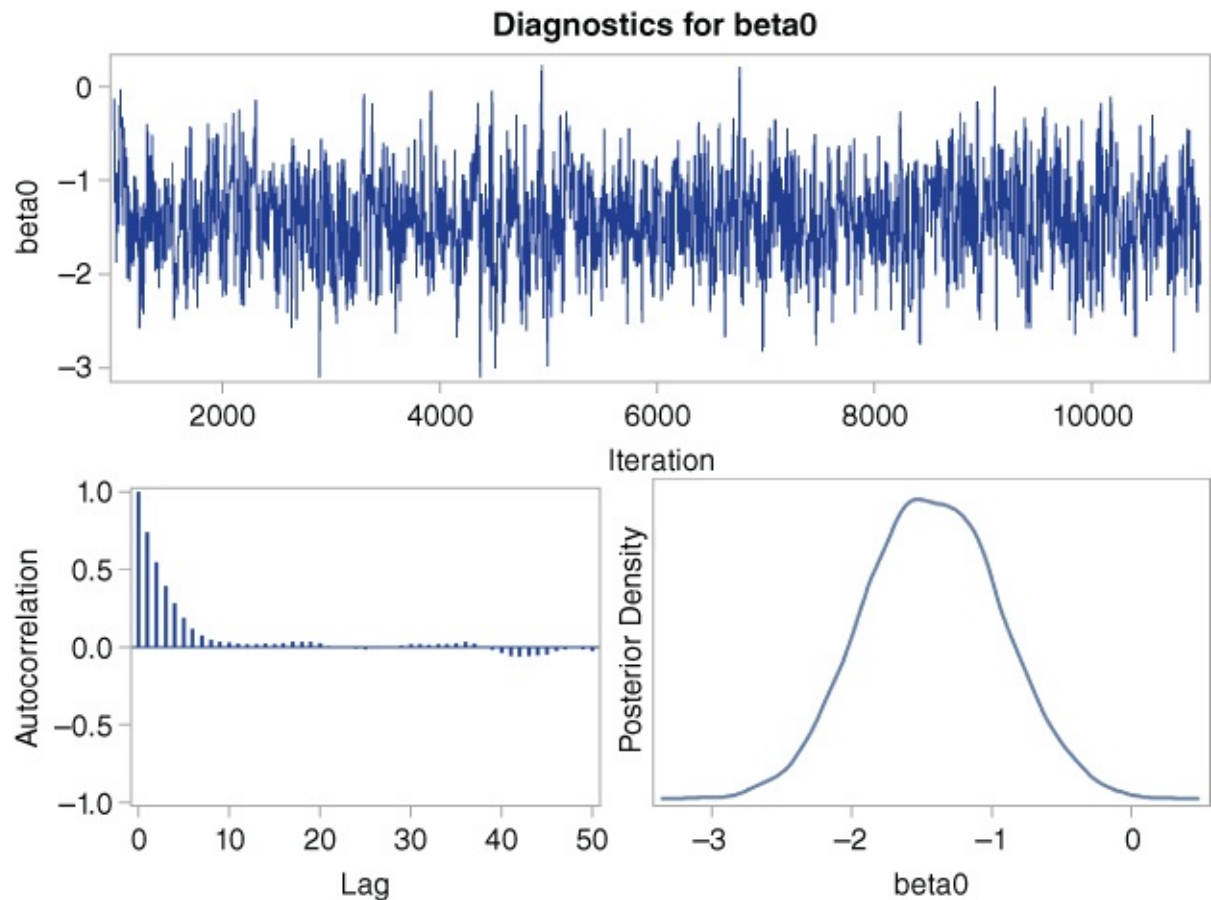 Diagnostics for beta0
beta0
0
−1
−2
−3
2000 4000 6000 8000 10000
Iteration
Autocorrelation
1.0
0.5
0.0
−0.5
−1.0
0 10 20 30 40 50
Lag
Posterior Density
−3 −2 −1 0
beta0